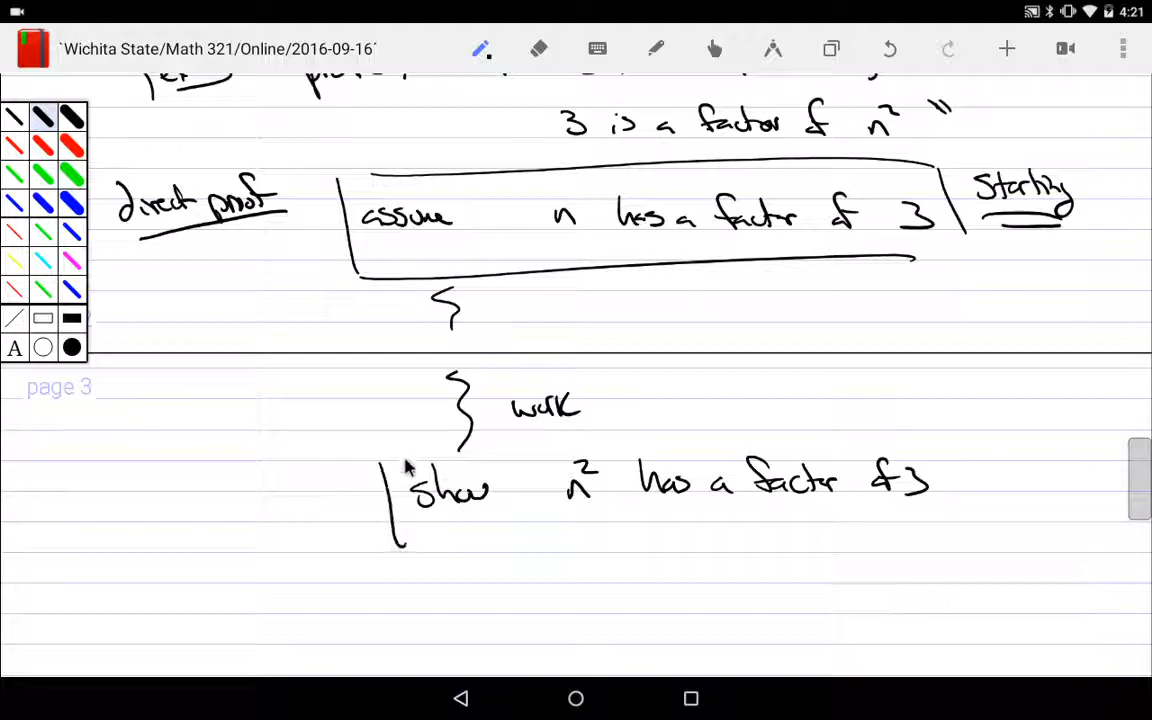 4:21
`Wichita State/Math 321/Online/2016-09-16`
3 is a factor of n² "
direct proof
assume n has a factor of 3
Starting
page 3
work
show n² has a factor of 3
A